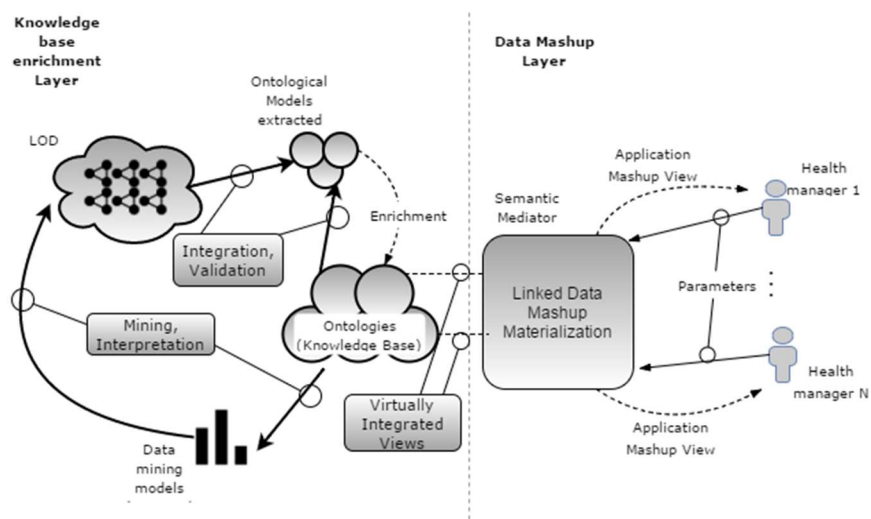 Knowledge
base
enrichment
Layer
Data Mashup
Layer
Ontological
Models
extracted
LOD
Application
Mashup View
Health
manager 1
Semantic
Mediator
Enrichment
Integration,
Validation
Linked Data
Mashup
Materialization
Parameters
Mining,
Interpretation
Ontologies
(Knowledge Base)
Health
manager N
Virtually
Integrated
Views
Application
Mashup View
Data
mining
models